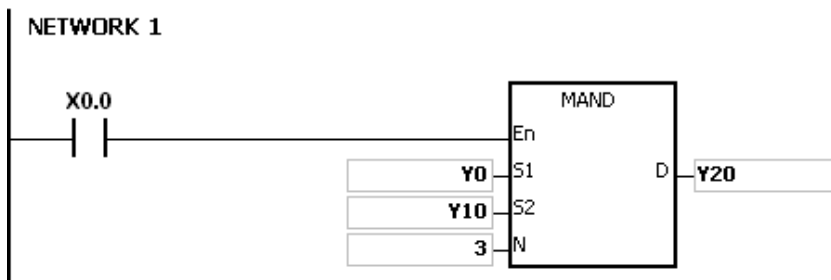 NETWORK 1
X0.0
MAND
En
Y0 S1 D Y20
Y10 S2
3 N